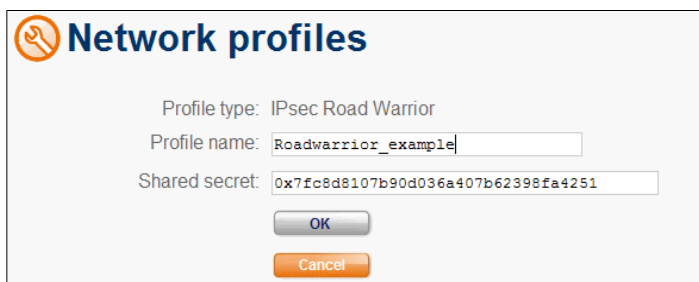 Network profiles
Profile type: IPsec Road Warrior
Profile name: Roadwarrior_example
Shared secret: 0x7fc8d8107b90d036a407b62398fa4251
OK
Cancel